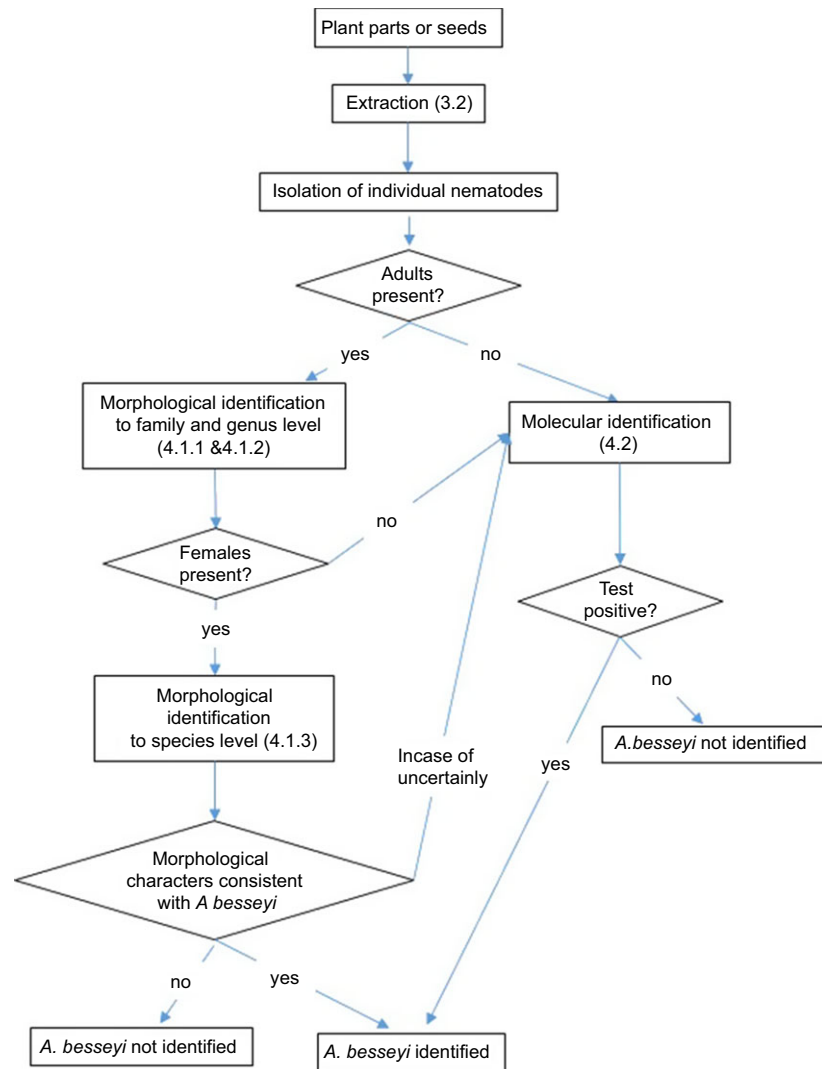 Plant parts or seeds
Extraction (3.2)
Isolation of individual nematodes
Adults
present?
yes
no
Morphological identification
to family and genus level
(4.1.1 &4.1.2)
Molecular identification
(4.2)
no
Females
present?
Test
positive?
yes
no
Morphological
identification
to species level (4.1.3)
A.besseyi not identified
Incase of
uncertainly
yes
Morphological
characters consistent
with A besseyi
no
yes
A. besseyi not identified
A. besseyi identified